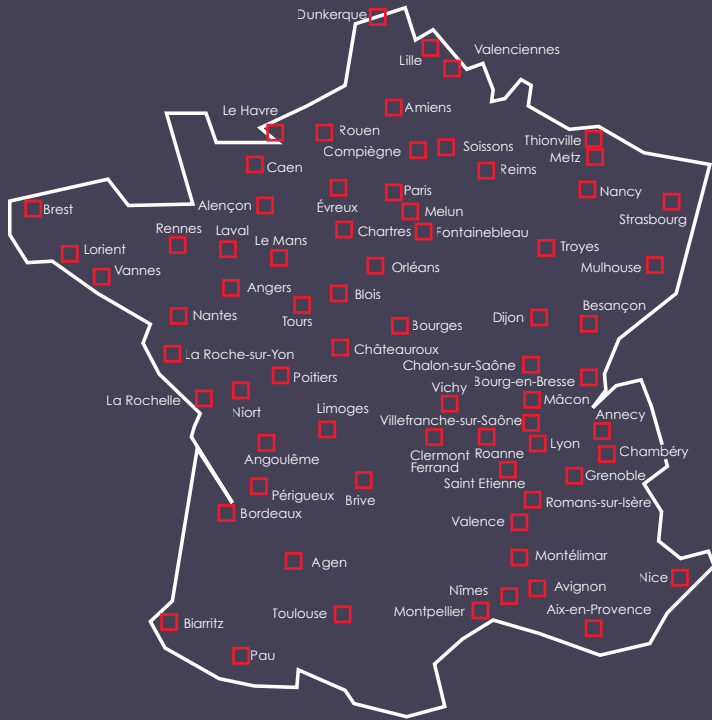 Dunkerque
Lille
Valenciennes
Amiens
Le Havre
Rouen
Compiègne
Soissons
Thionville
Metz
Caen
Reims
Paris
Nancy
Évreux
Alençon
Melun
Strasbourg
Brest
Rennes
Laval
Le Mans
Chartres
Fontainebleau
Troyes
Lorient
Vannes
Orléans
Mulhouse
Angers
Blois
Besançon
Nantes
Tours
Bourges
Dijon
La Roche-sur-Yon
Châteauroux
Chalon-sur-Saône
Poitiers
Bourg-en-Bresse
Vichy
La Rochelle
Niort
Mâcon
Limoges
Villefranche-sur-Saône
Annecy
Angoulême
Clermont
Ferrand
Roanne
Lyon
Chambéry
Saint Etienne
Grenoble
Périgueux
Brive
Romans-sur-Isère
Bordeaux
Valence
Agen
Montélimar
Nice
Nîmes
Avignon
Toulouse
Montpellier
Aix-en-Provence
Biarritz
Pau